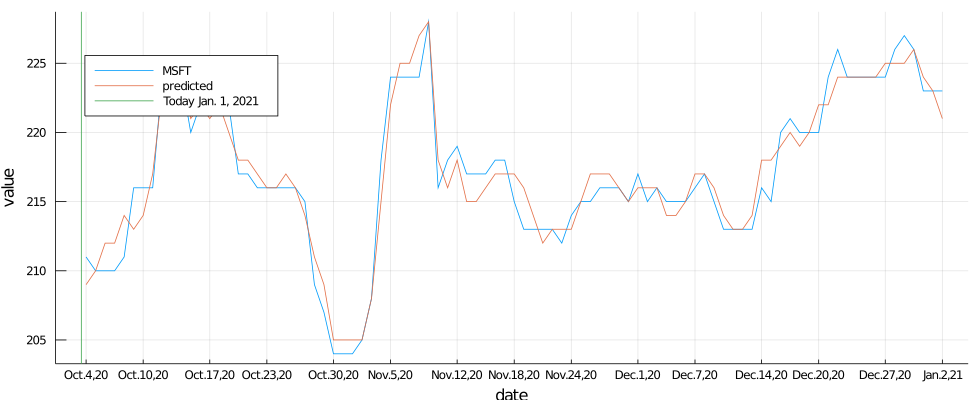 225
220
215
210
205
value
MSFT
predicted
Today Jan. 1, 2021
Oct.4,20 Oct.10,20 Oct.17,20 Oct.23,20 Oct.30,20 Nov.5,20 Nov.12,20 Nov.18,20 Nov.24,20 Dec.1,20 Dec.7,20 Dec.14,20 Dec.20,20 Dec.27,20 Jan.2,21
date